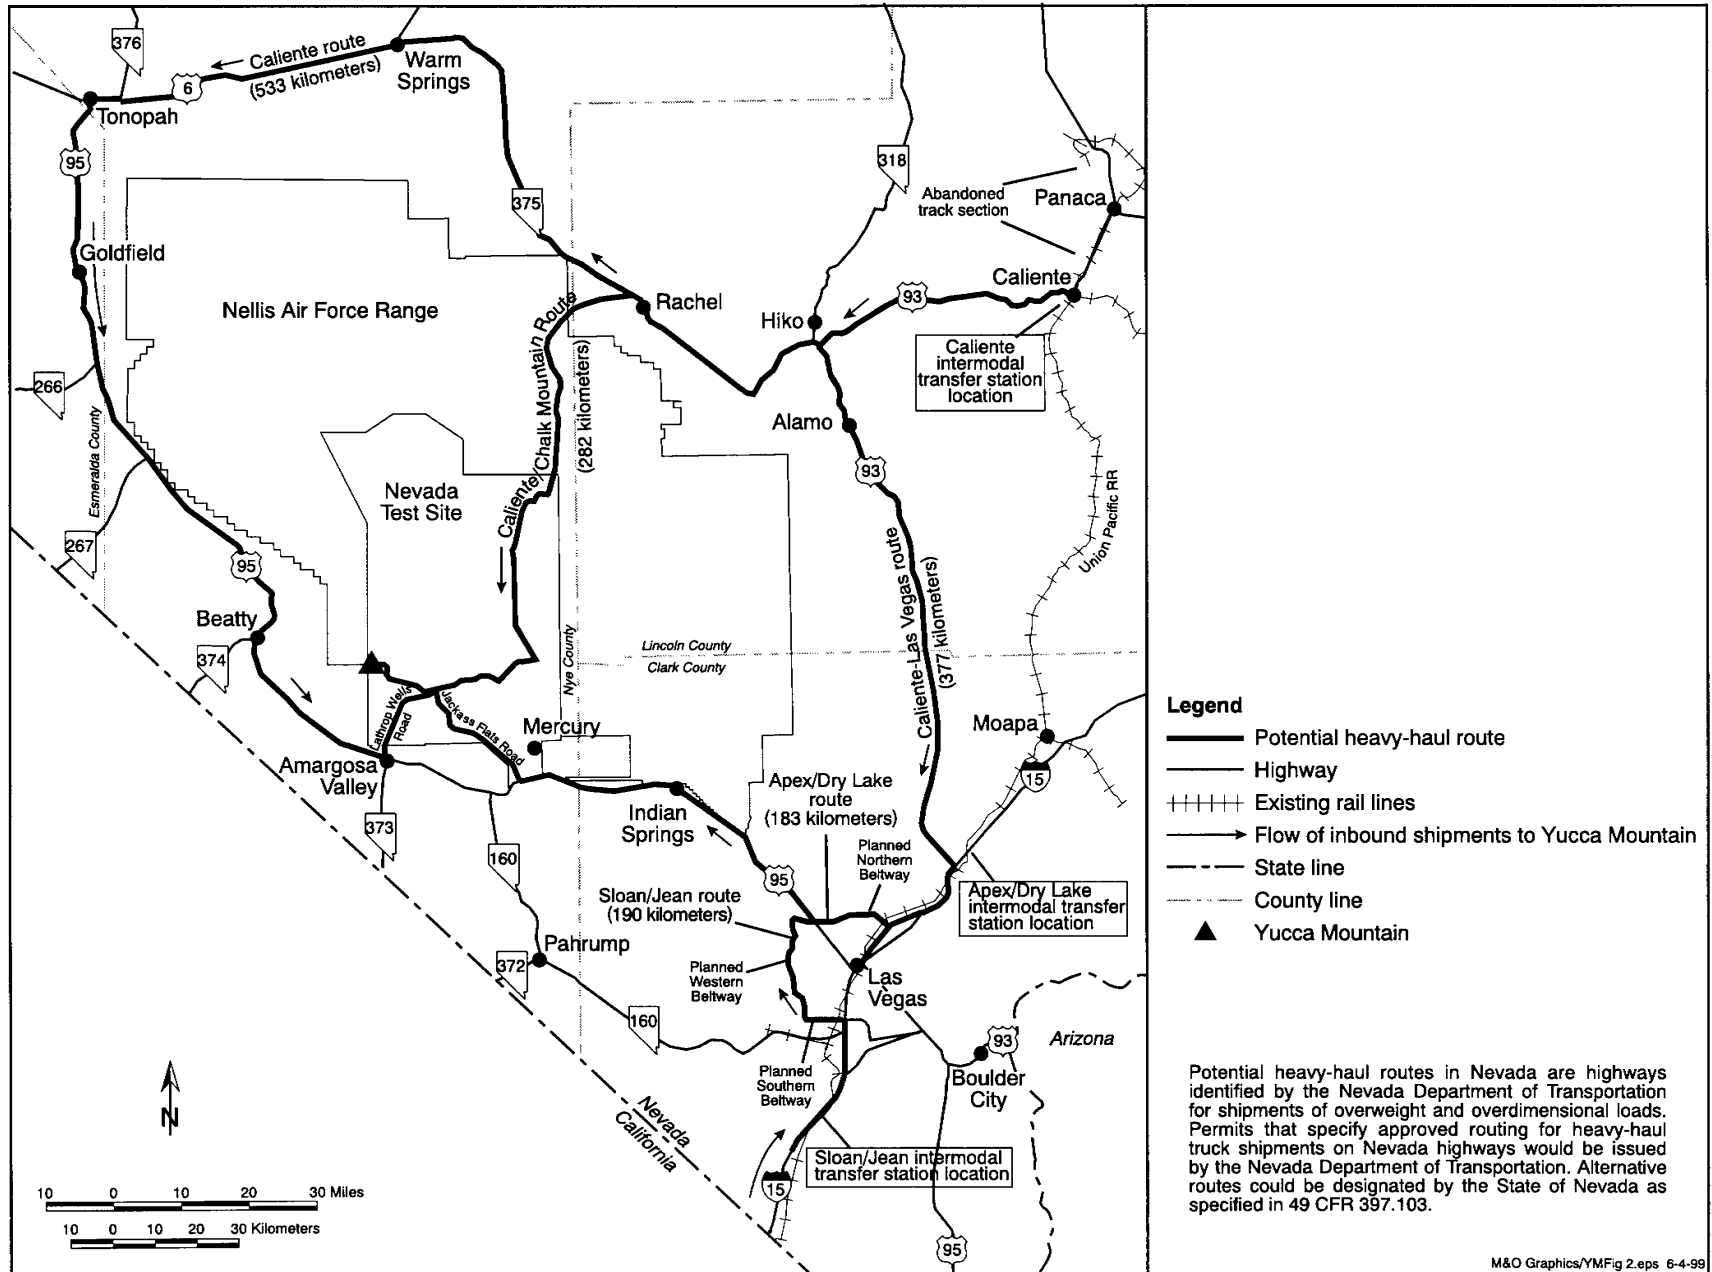 376
Caliente route
(533 kilometers)
Warm
Springs
6
Tonopah
95
375
318
Abandoned
track section
Panaca
Goldfield
Nellis Air Force Range
Rachel
Hiko
93
Caliente
Caliente
intermodal
transfer station
location
Caliente/Chalk Mountain Route
(282 kilometers)
266
Esmeralda County
Alamo
93
Nevada
Test Site
Union Pacific RR
267
95
Caliente-Las Vegas route
(377 kilometers)
Beatty
374
Nye County
Lincoln County
Clark County
Lathrop Wells
Road
Jackass Flats Road
Mercury
Moapa
15
Amargosa
Valley
373
Indian
Springs
Apex/Dry Lake
route
(183 kilometers)
160
Planned
Northern
Beltway
95
Sloan/Jean route
(190 kilometers)
Apex/Dry Lake
intermodal transfer
station location
Pahrump
372
Planned
Western
Beltway
Las
Vegas
160
93
Arizona
Boulder
City
Planned
Southern
Beltway
Nevada
California
N
Sloan/Jean intermodal
transfer station location
15
95
10 0 10 20 30 Miles
10 0 10 20 30 Kilometers
Legend
Potential heavy-haul route
Highway
Existing rail lines
Flow of inbound shipments to Yucca Mountain
State line
County line
Yucca Mountain
Potential heavy-haul routes in Nevada are highways
identified by the Nevada Department of Transportation
for shipments of overweight and overdimensional loads.
Permits that specify approved routing for heavy-haul
truck shipments on Nevada highways would be issued
by the Nevada Department of Transportation. Alternative
routes could be designated by the State of Nevada as
specified in 49 CFR 397.103.
M&O Graphics/YMFig 2.eps 6-4-99